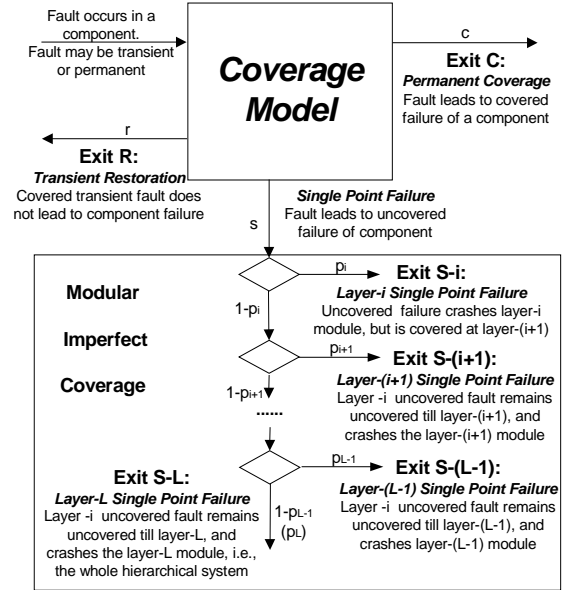 Fault occurs in a
component.
Fault may be transient
or permanent
Coverage
Model
c
Exit C:
Permanent Coverage
Fault leads to covered
failure of a component
r
Exit R:
Transient Restoration
Covered transient fault does
not lead to component failure
s
Single Point Failure
Fault leads to uncovered
failure of component
Modular
Imperfect
Coverage
pi
1-pi
Exit S-i:
Layer-i Single Point Failure
Uncovered failure crashes layer-i
module, but is covered at layer-(i+1)
pi+1
1-pi+1
Exit S-(i+1):
Layer-(i+1) Single Point Failure
Layer -i uncovered fault remains
uncovered till layer-(i+1), and
crashes the layer-(i+1) module
......
pL-1
Exit S-(L-1):
Layer-(L-1) Single Point Failure
Layer -i uncovered fault remains
uncovered till layer-(L-1), and
crashes layer-(L-1) module
Exit S-L:
Layer-L Single Point Failure
Layer -i uncovered fault remains
uncovered till layer-L, and
crashes the layer-L module, i.e.,
the whole hierarchical system
1-pL-1
(pL)